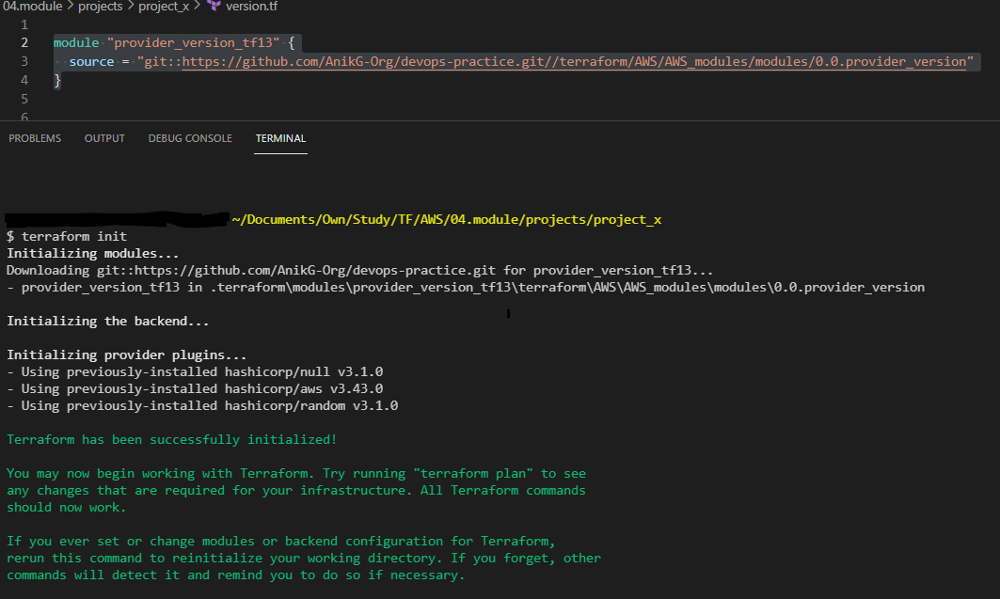 04.module > projects > project_x > version.tf
1
2 module "provider_version_tf13" {
3 source = "git::https://github.com/AnikG-Org/devops-practice.git//terraform/AWS/AWS_modules/modules/0.0.provider_version"
4 }
5
6
PROBLEMS OUTPUT DEBUG CONSOLE TERMINAL
~/Documents/Own/Study/TF/AWS/04.module/projects/project_x
$ terraform init
Initializing modules...
Downloading git::https://github.com/AnikG-Org/devops-practice.git for provider_version_tf13...
- provider_version_tf13 in .terraform\modules\provider_version_tf13\terraform\AWS\AWS_modules\modules\0.0.provider_version
Initializing the backend...
Initializing provider plugins...
- Using previously-installed hashicorp/null v3.1.0
- Using previously-installed hashicorp/aws v3.43.0
- Using previously-installed hashicorp/random v3.1.0
Terraform has been successfully initialized!
You may now begin working with Terraform. Try running "terraform plan" to see
any changes that are required for your infrastructure. All Terraform commands
should now work.
If you ever set or change modules or backend configuration for Terraform,
rerun this command to reinitialize your working directory. If you forget, other
commands will detect it and remind you to do so if necessary.